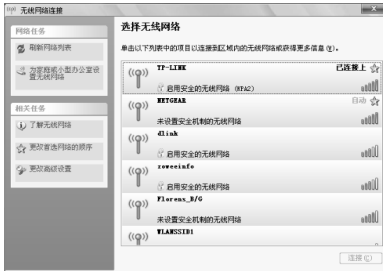 无线网络连接
网络任务
刷新网络列表
为家庭或小型办公室设
置无线网络
相关任务
了解无线网络
更改首选网络的顺序
更改高级设置
选择无线网络
单击以下列表中的项目以连接到区域内的无线网络或获得更多信息(W)。
TP-LINK 已连接上
启用安全的无线网络 (WPA2)
NETGEAR 自动
未设置安全机制的无线网络
dlink
启用安全的无线网络
roweeinfo
启用安全的无线网络
Florens_B/G
未设置安全机制的无线网络
WLANSSID1
连接(C)